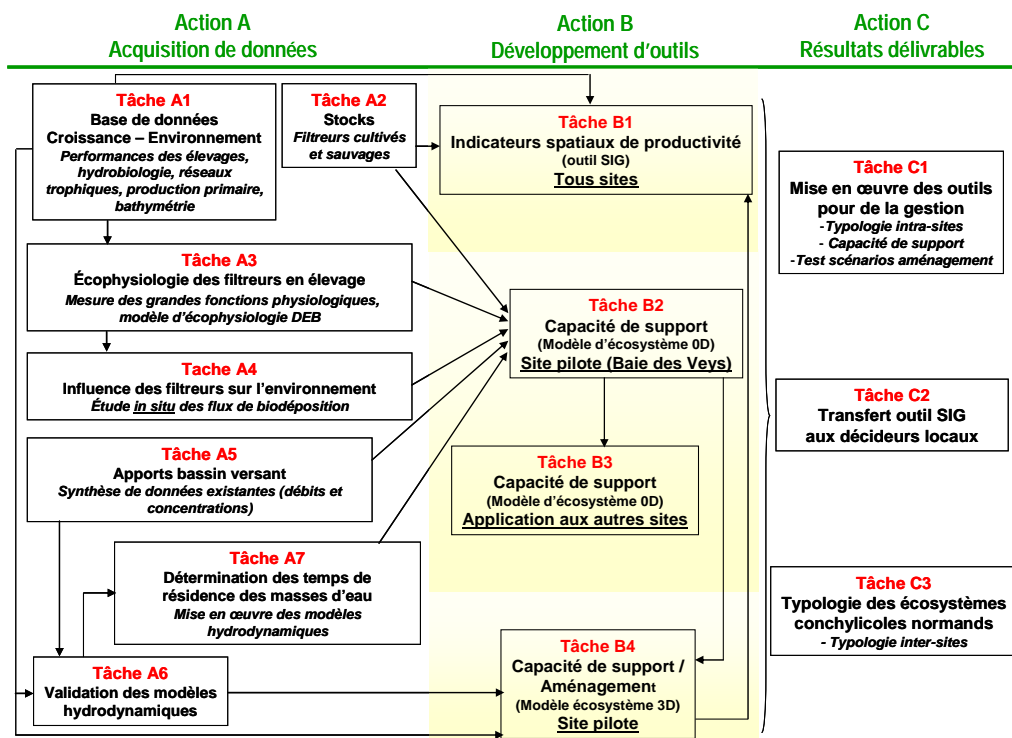 Action A
Acquisition de données
Action B
Développement d'outils
Action C
Résultats délivrables
Tâche A1
Base de données
Croissance – Environnement
Performances des élevages,
hydrobiologie, réseaux
trophiques, production primaire,
bathymétrie
Tâche A2
Stocks
Filtreurs cultivés
et sauvages
Tâche A3
Écophysiologie des filtreurs en élevage
Mesure des grandes fonctions physiologiques,
modèle d'écophysiologie DEB
Tache A4
Influence des filtreurs sur l'environnement
Étude in situ des flux de biodéposition
Tâche A5
Apports bassin versant
Synthèse de données existantes (débits et
concentrations)
Tâche A7
Détermination des temps de
résidence des masses d'eau
Mise en œuvre des modèles
hydrodynamiques
Tâche A6
Validation des modèles
hydrodynamiques
Tâche B1
Indicateurs spatiaux de productivité
(outil SIG)
Tous sites
Tâche B2
Capacité de support
(Modèle d'écosystème 0D)
Site pilote (Baie des Veys)
Tâche B3
Capacité de support
(Modèle d'écosystème 0D)
Application aux autres sites
Tâche B4
Capacité de support /
Aménagement
(Modèle écosystème 3D)
Site pilote
Tâche C1
Mise en œuvre des outils
pour de la gestion
-Typologie intra-sites
- Capacité de support
-Test scénarios aménagement
Tâche C2
Transfert outil SIG
aux décideurs locaux
Tâche C3
Typologie des écosystèmes
conchylicoles normands
- Typologie inter-sites